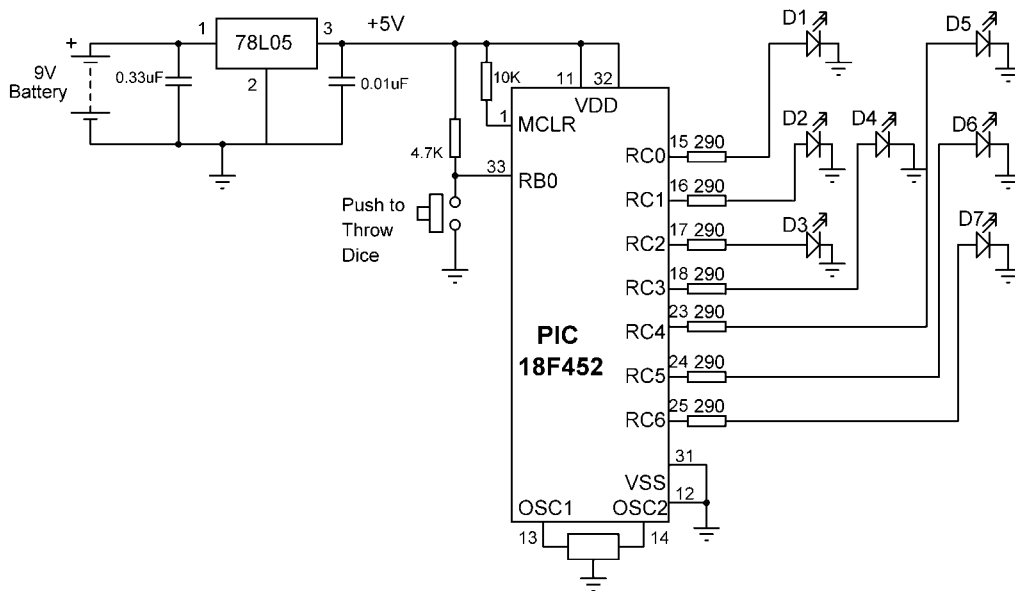 D1
D5
1
78L05
3
+5V
+
9V
Battery
0.33uF
2
0.01uF
10K
11
32
VDD
1
MCLR
4.7K
33
RB0
Push to
Throw
Dice
D2
D4
D6
RC0
15 290
RC1
16 290
D3
D7
RC2
17 290
RC3
18 290
RC4
23 290
PIC
18F452
RC5
24 290
RC6
25 290
31
VSS
12
OSC1
OSC2
13
14